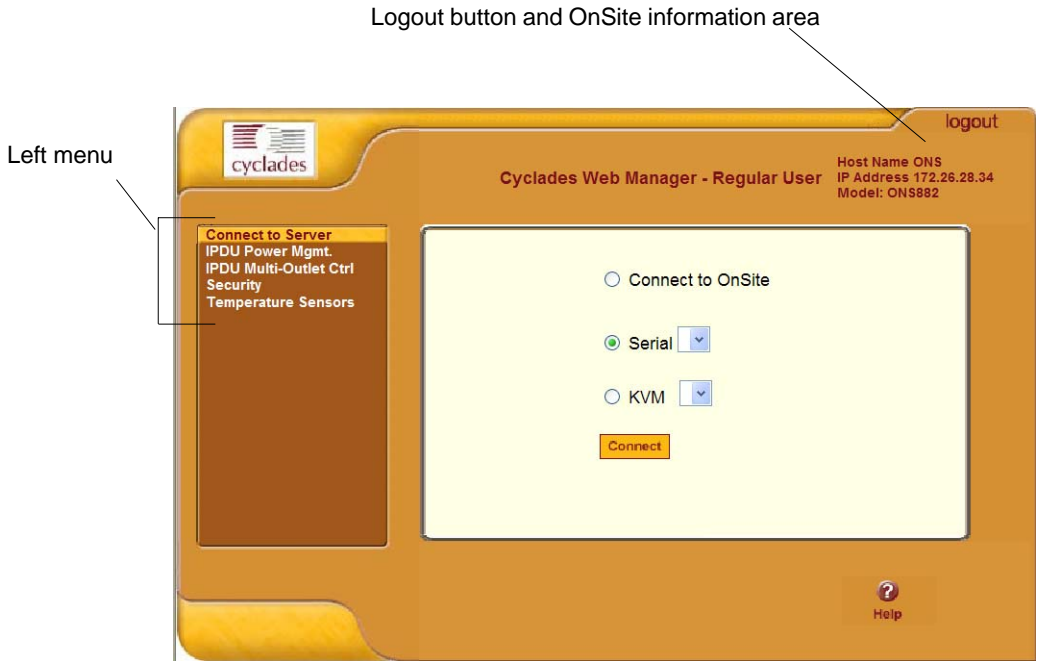 Logout button and OnSite information area
Left menu
logout
cyclades
Cyclades Web Manager - Regular User
Host Name ONS
IP Address 172.26.28.34
Model: ONS882
Connect to Server
IPDU Power Mgmt.
IPDU Multi-Outlet Ctrl
Security
Temperature Sensors
Connect to OnSite
Serial
KVM
Connect
?
Help